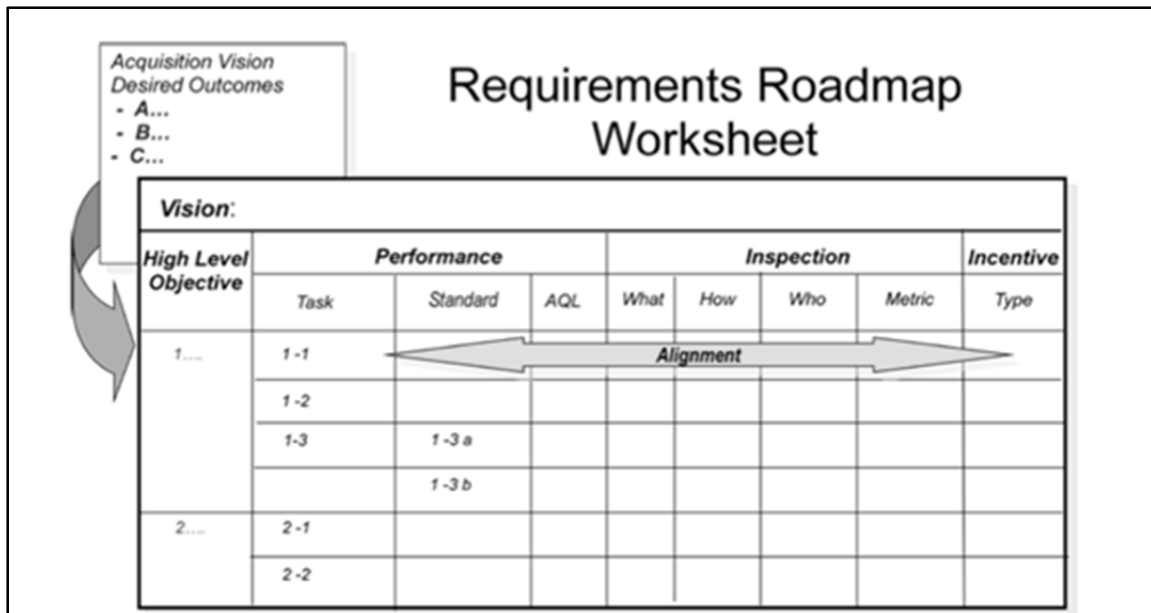 Acquisition Vision
Desired Outcomes
- A...
- B...
- C...
Requirements Roadmap
Worksheet
Vision:
High Level
Objective
Performance
Inspection
Incentive
Task
Standard
AQL
What
How
Who
Metric
Type
1....
1 -1
Alignment
1 -2
1-3
1 -3 a
1 -3 b
2....
2 -1
2 -2